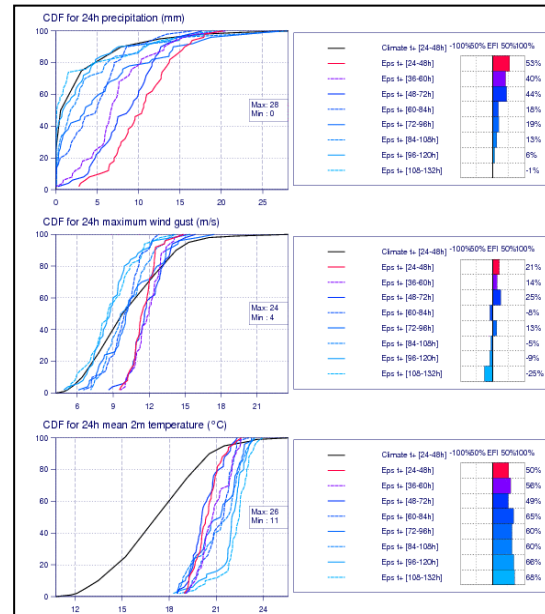 CDF for 24h precipitation (mm)
100
80
60
40
20
0
0 5 10 15 20 25
Max: 28
Min : 0
Climate t+ [24-48h] -100%50% EFI 50%100%
Eps t+ [24-48h] 53%
Eps t+ [36-60h] 40%
Eps t+ [48-72h] 44%
Eps t+ [60-84h] 18%
Eps t+ [72-96h] 19%
Eps t+ [84-108h] 13%
Eps t+ [96-120h] 6%
Eps t+ [108-132h] -1%
CDF for 24h maximum wind gust (m/s)
100
80
60
40
20
0
6 9 12 15 18 21
Max: 24
Min : 4
Climate t+ [24-48h] -100%50% EFI 50%100%
Eps t+ [24-48h] 21%
Eps t+ [36-60h] 14%
Eps t+ [48-72h] 25%
Eps t+ [60-84h] -8%
Eps t+ [72-96h] 13%
Eps t+ [84-108h] -5%
Eps t+ [96-120h] -9%
Eps t+ [108-132h] -25%
CDF for 24h mean 2m temperature (°C)
100
80
60
40
20
0
12 15 18 21 24
Max: 26
Min : 11
Climate t+ [24-48h] -100%50% EFI 50%100%
Eps t+ [24-48h] 50%
Eps t+ [36-60h] 56%
Eps t+ [48-72h] 49%
Eps t+ [60-84h] 65%
Eps t+ [72-96h] 60%
Eps t+ [84-108h] 60%
Eps t+ [96-120h] 66%
Eps t+ [108-132h] 68%